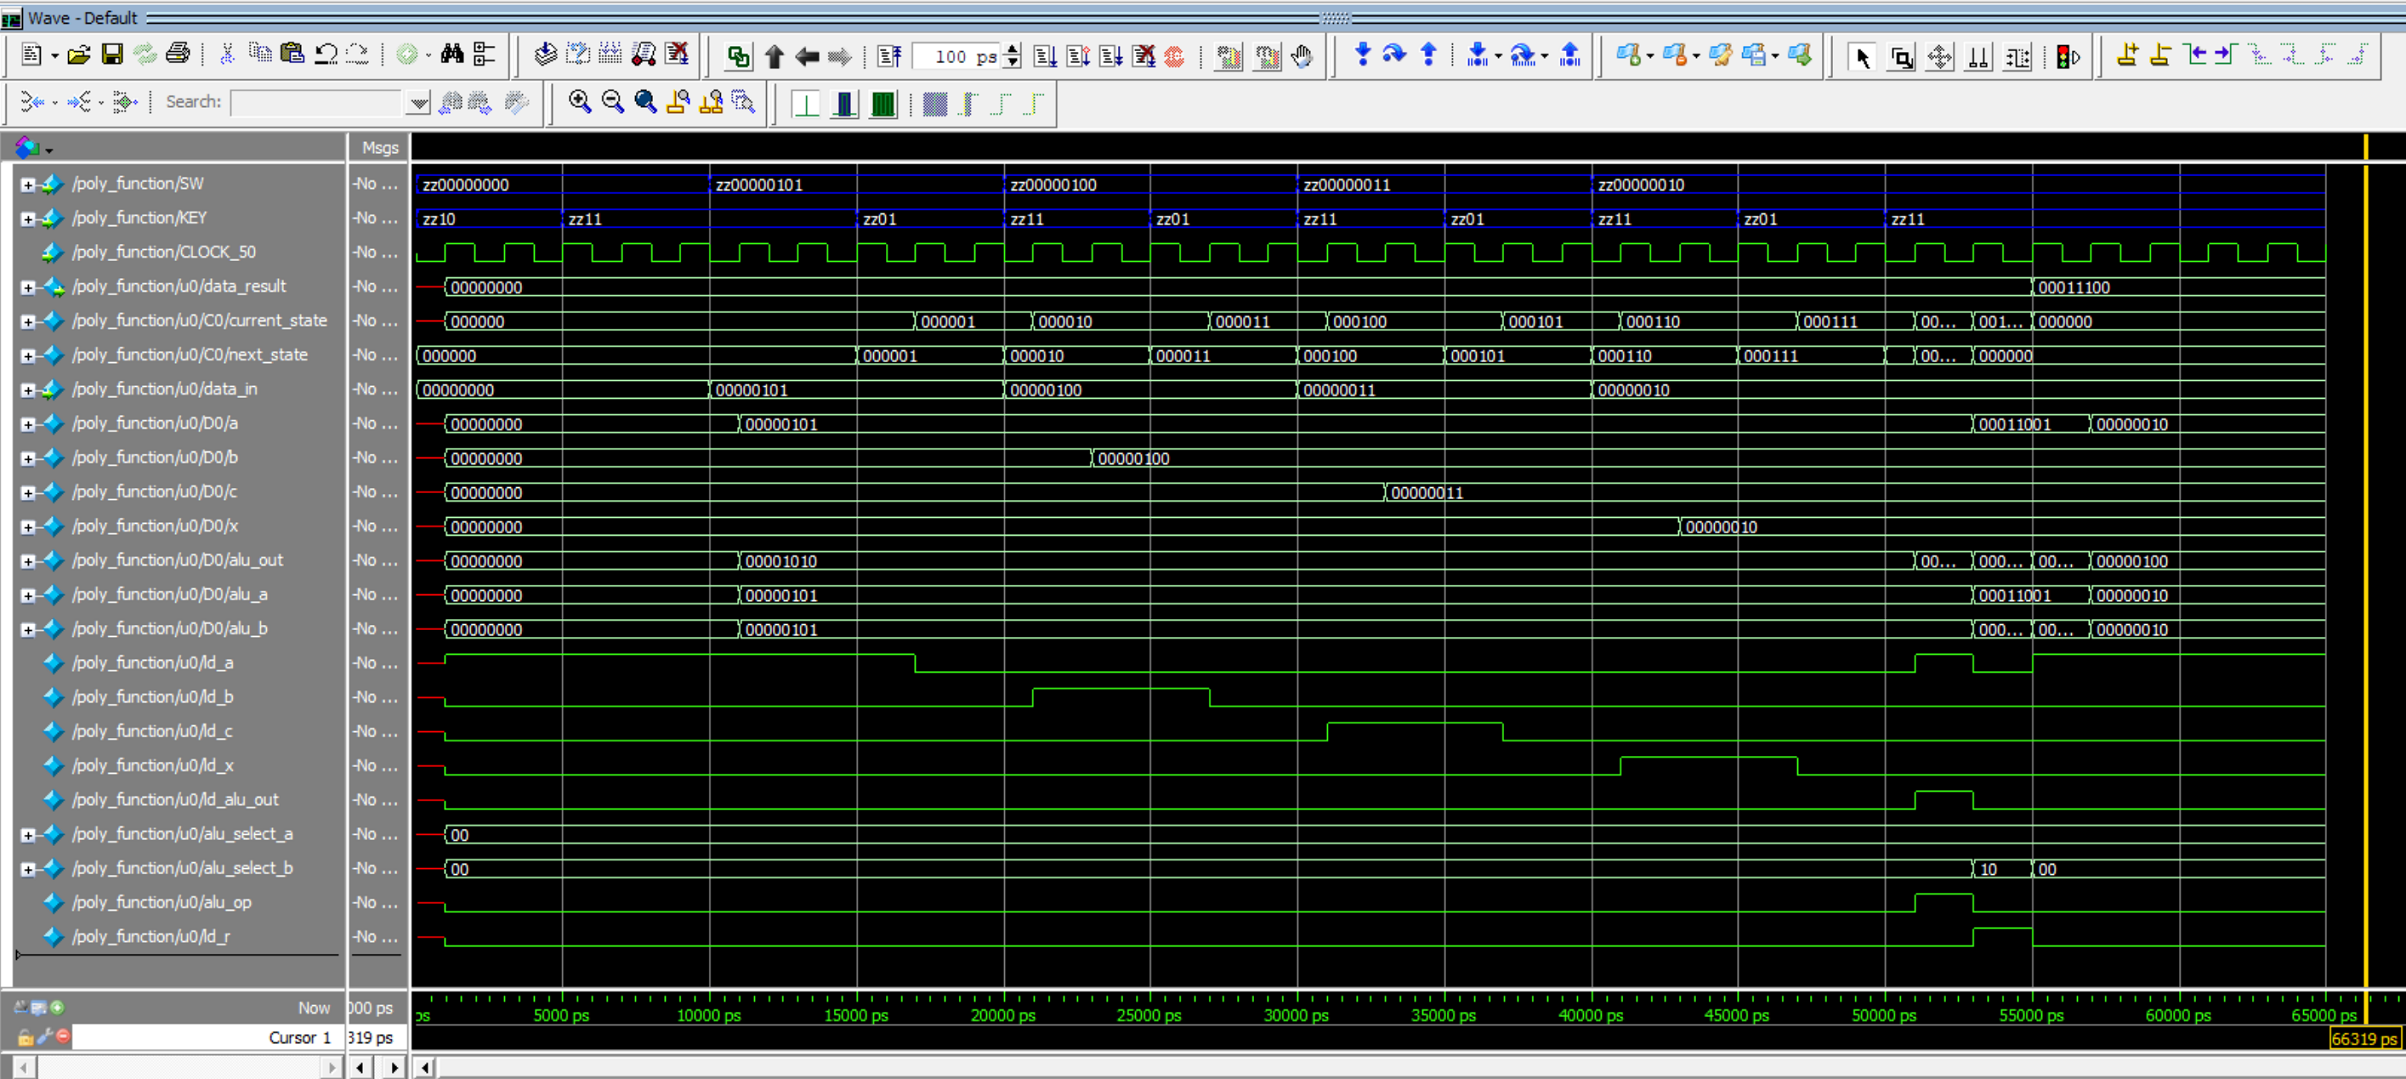 Wave - Default
100 ps
Search:
Msgs
/poly_function/SW -No ... zz00000000 zz00000101 zz00000100 zz00000011 zz00000010
/poly_function/KEY -No ... zz10 zz11 zz01 zz11 zz01 zz11 zz01 zz11 zz01 zz11
/poly_function/CLOCK_50 -No ...
/poly_function/u0/data_result -No ... 00000000 00011100
/poly_function/u0/C0/current_state -No ... 000000 000001 000010 000011 000100 000101 000110 000111 00... 001... 000000
/poly_function/u0/C0/next_state -No ... 000000 000001 000010 000011 000100 000101 000110 000111 00... 000000
/poly_function/u0/data_in -No ... 00000000 00000101 00000100 00000011 00000010
/poly_function/u0/D0/a -No ... 00000000 00000101 00011001 00000010
/poly_function/u0/D0/b -No ... 00000000 00000100
/poly_function/u0/D0/c -No ... 00000000 00000011
/poly_function/u0/D0/x -No ... 00000000 00000010
/poly_function/u0/D0/alu_out -No ... 00000000 00001010 00... 000... 00... 00000100
/poly_function/u0/D0/alu_a -No ... 00000000 00000101 00011001 00000010
/poly_function/u0/D0/alu_b -No ... 00000000 00000101 000... 00... 00000010
/poly_function/u0/ld_a -No ...
/poly_function/u0/ld_b -No ...
/poly_function/u0/ld_c -No ...
/poly_function/u0/ld_x -No ...
/poly_function/u0/ld_alu_out -No ...
/poly_function/u0/alu_select_a -No ... 00
/poly_function/u0/alu_select_b -No ... 00 10 00
/poly_function/u0/alu_op -No ...
/poly_function/u0/ld_r -No ...
Now 000 ps ps 5000 ps 10000 ps 15000 ps 20000 ps 25000 ps 30000 ps 35000 ps 40000 ps 45000 ps 50000 ps 55000 ps 60000 ps 65000 ps
Cursor 1 319 ps 66319 ps